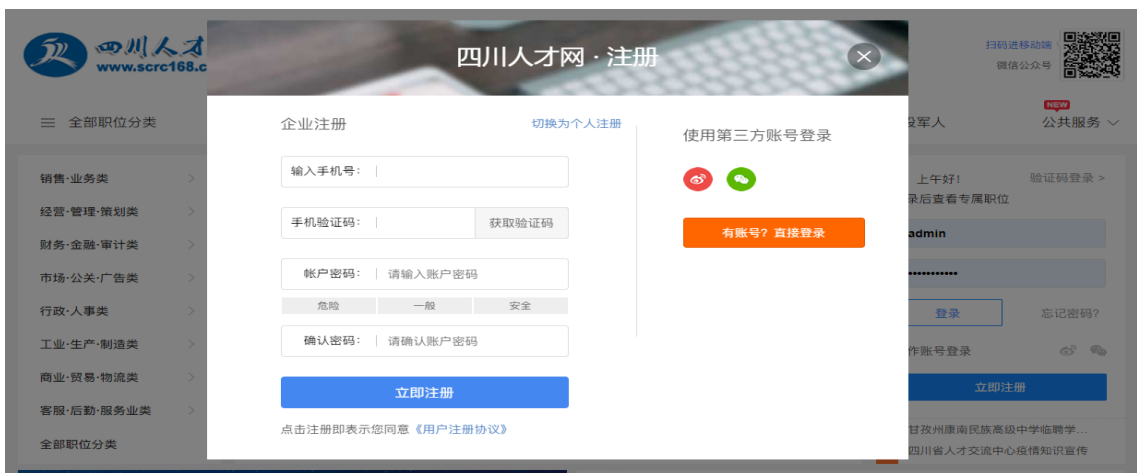 四川人才
www.scrc168.c
四川人才网 · 注册
扫码进移动端
微信公众号
全部职位分类
NEW
役军人
公共服务
企业注册
切换为个人注册
使用第三方账号登录
输入手机号:
手机验证码:
获取验证码
有账号?直接登录
帐户密码:
请输入账户密码
危险
一般
安全
确认密码:
请确认账户密码
立即注册
点击注册即表示您同意《用户注册协议》
销售·业务类
经营·管理·策划类
财务·金融·审计类
市场·公关·广告类
行政·人事类
工业·生产·制造类
商业·贸易·物流类
客服·后勤·服务业类
全部职位分类
上午好!
验证码登录 >
录后查看专属职位
admin
登录
忘记密码?
作账号登录
立即注册
甘孜州康南民族高级中学临聘学...
四川省人才交流中心疫情知识宣传